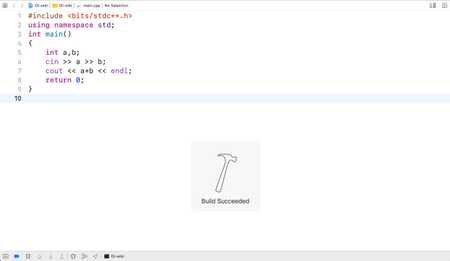 OI-wiki OI-wiki main.cpp No Selection
1 #include <bits/stdc++.h>
2 using namespace std;
3 int main()
4 {
5 int a,b;
6 cin >> a >> b;
7 cout << a+b << endl;
8 return 0;
9 }
10
Build Succeeded
OI-wiki